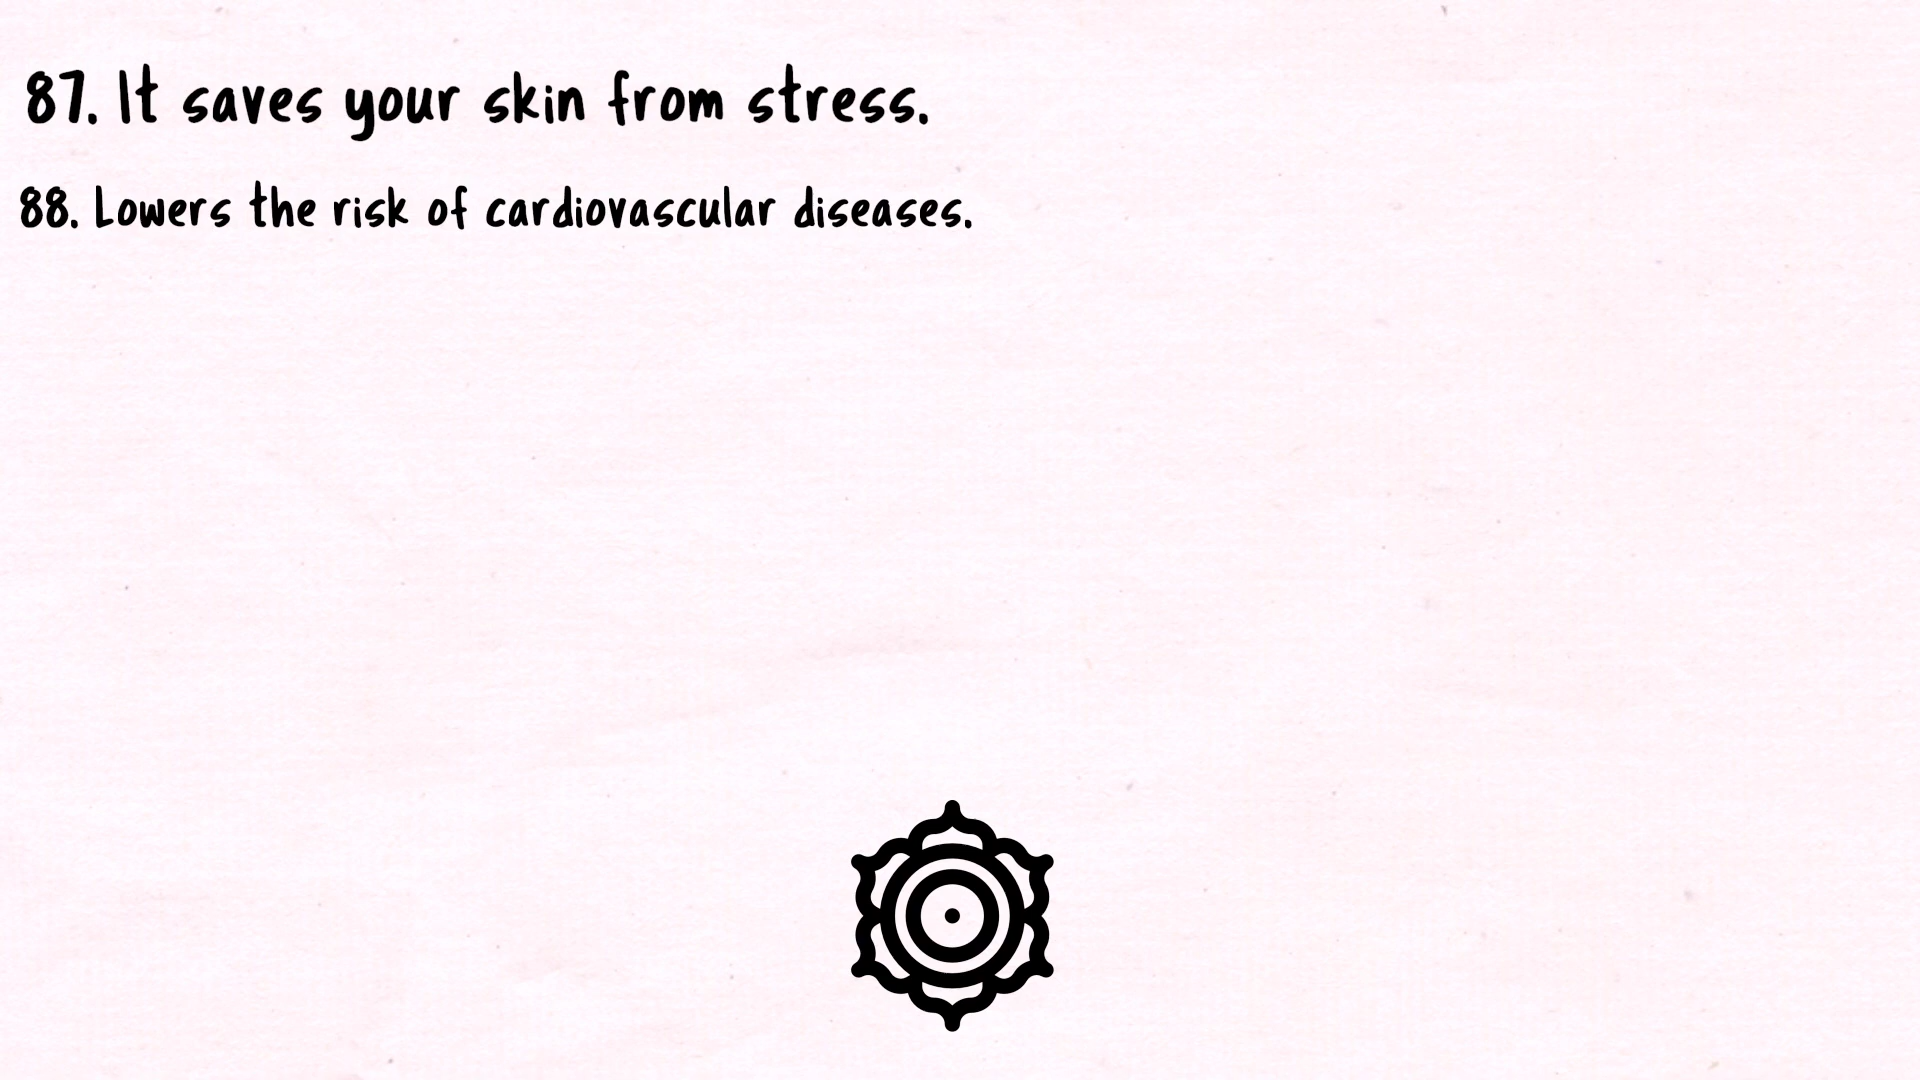 87. It saves your skin from stress.
88. Lowers the risk of cardiovascular diseases.